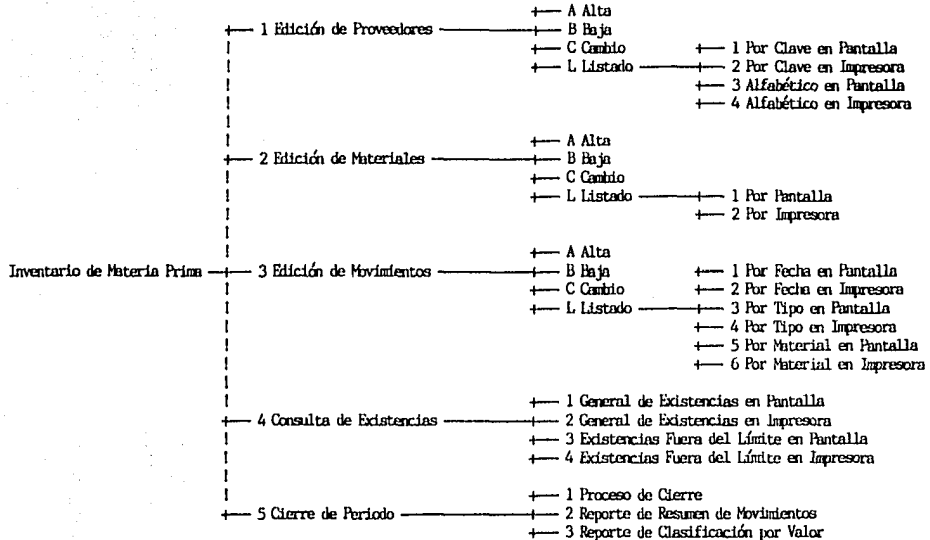 A Alta
1 Edición de Proveedores
B Baja
C Cambio
1 Por Clave en Pantalla
L Listado
2 Por Clave en Impresora
3 Alfabético en Pantalla
4 Alfabético en Impresora
A Alta
2 Edición de Materiales
B Baja
C Cambio
L Listado
1 Por Pantalla
2 Por Impresora
A Alta
Inventario de Materia Prima
3 Edición de Movimientos
B Baja
1 Por Fecha en Pantalla
C Cambio
2 Por Fecha en Impresora
L Listado
3 Por Tipo en Pantalla
4 Por Tipo en Impresora
5 Por Material en Pantalla
6 Por Material en Impresora
1 General de Existencias en Pantalla
4 Consulta de Existencias
2 General de Existencias en Impresora
3 Existencias Fuera del Límite en Pantalla
4 Existencias Fuera del Límite en Impresora
1 Proceso de Cierre
5 Cierre de Periodo
2 Reporte de Resumen de Movimientos
3 Reporte de Clasificación por Valor